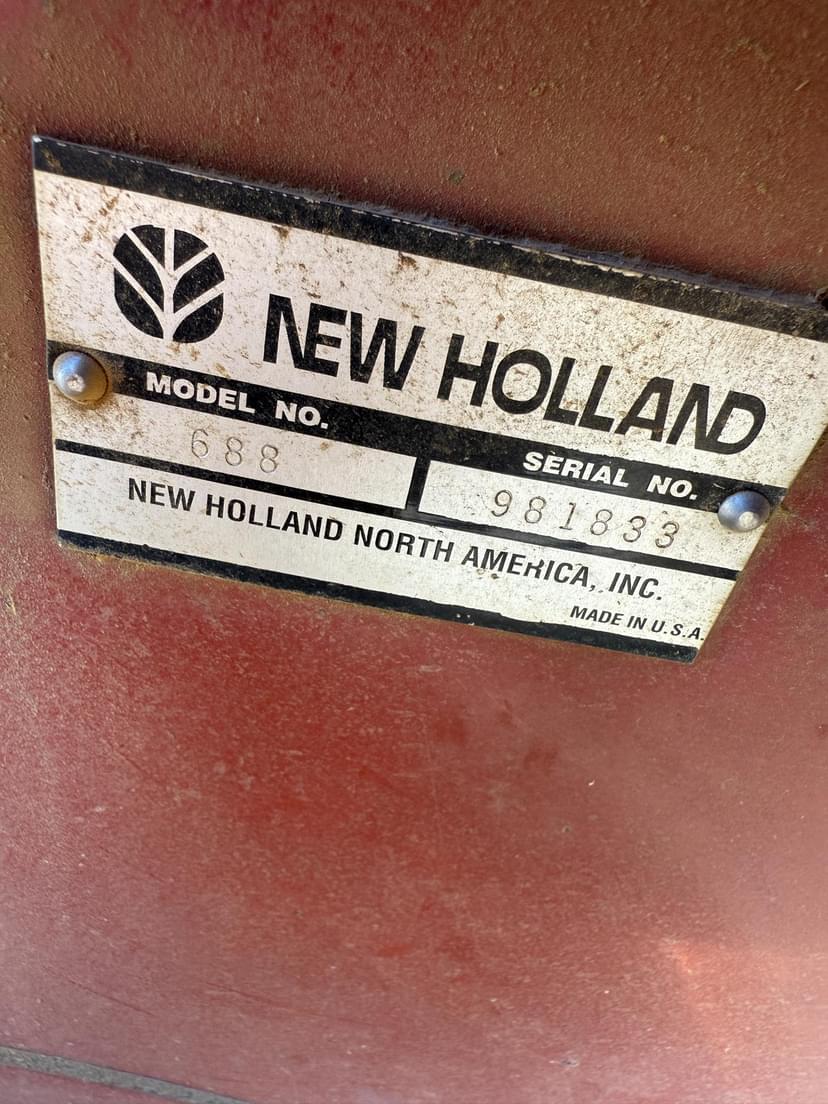 NEW HOLLAND
MODEL NO.
688
SERIAL NO.
981833
NEW HOLLAND NORTH AMERICA, INC.
MADE IN U.S.A.